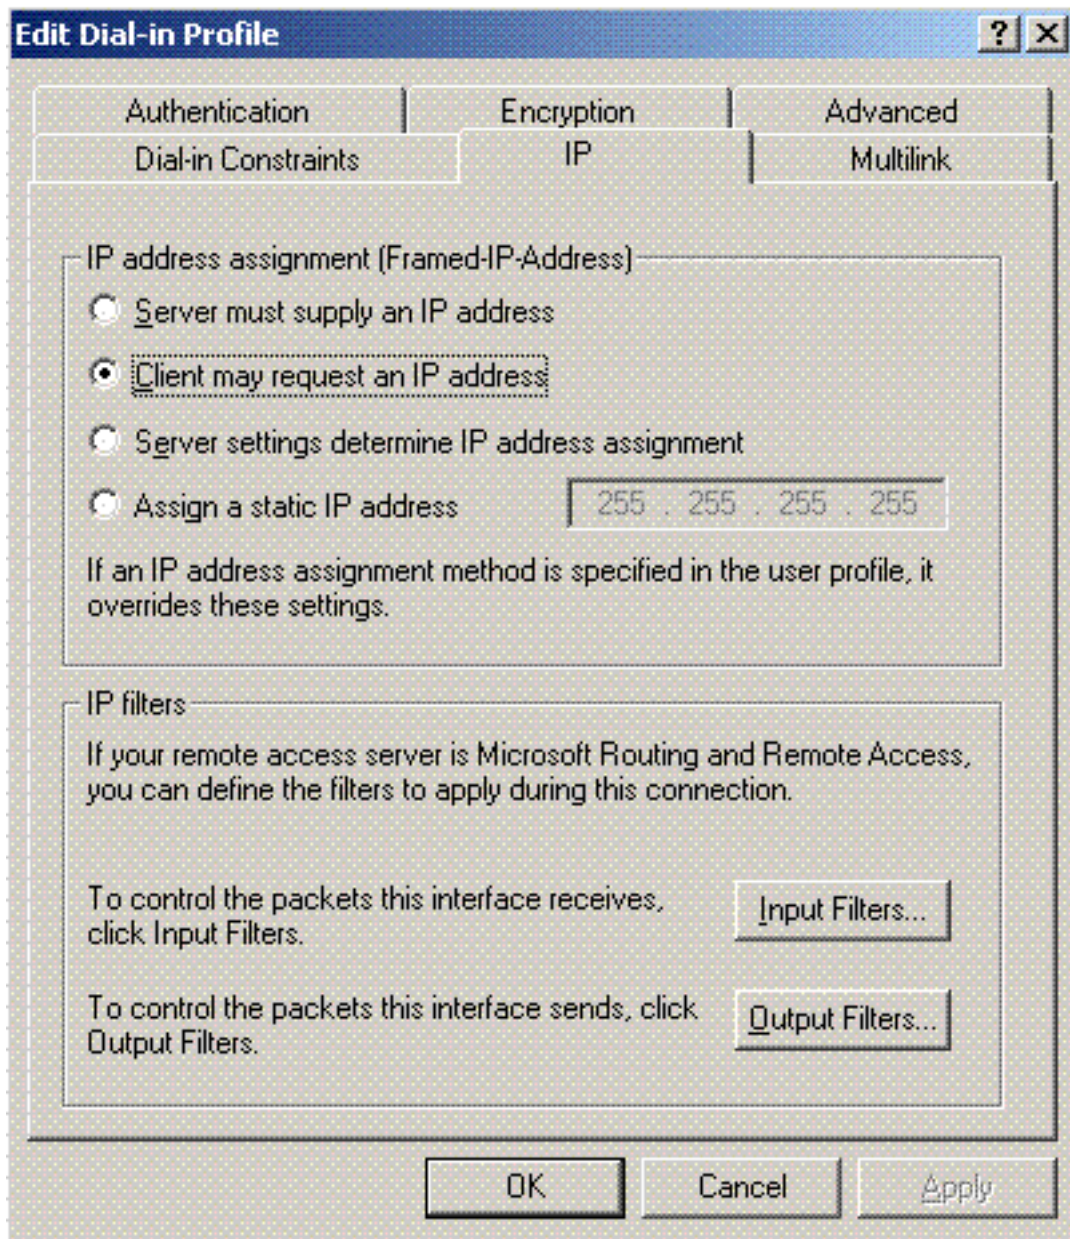 Edit Dial-in Profile
Authentication Encryption Advanced
Dial-in Constraints IP Multilink
IP address assignment (Framed-IP-Address)
Server must supply an IP address
Client may request an IP address
Server settings determine IP address assignment
Assign a static IP address 255 . 255 . 255 . 255
If an IP address assignment method is specified in the user profile, it
overrides these settings.
IP filters
If your remote access server is Microsoft Routing and Remote Access,
you can define the filters to apply during this connection.
To control the packets this interface receives,
click Input Filters.
Input Filters...
To control the packets this interface sends, click
Output Filters.
Output Filters...
OK Cancel Apply